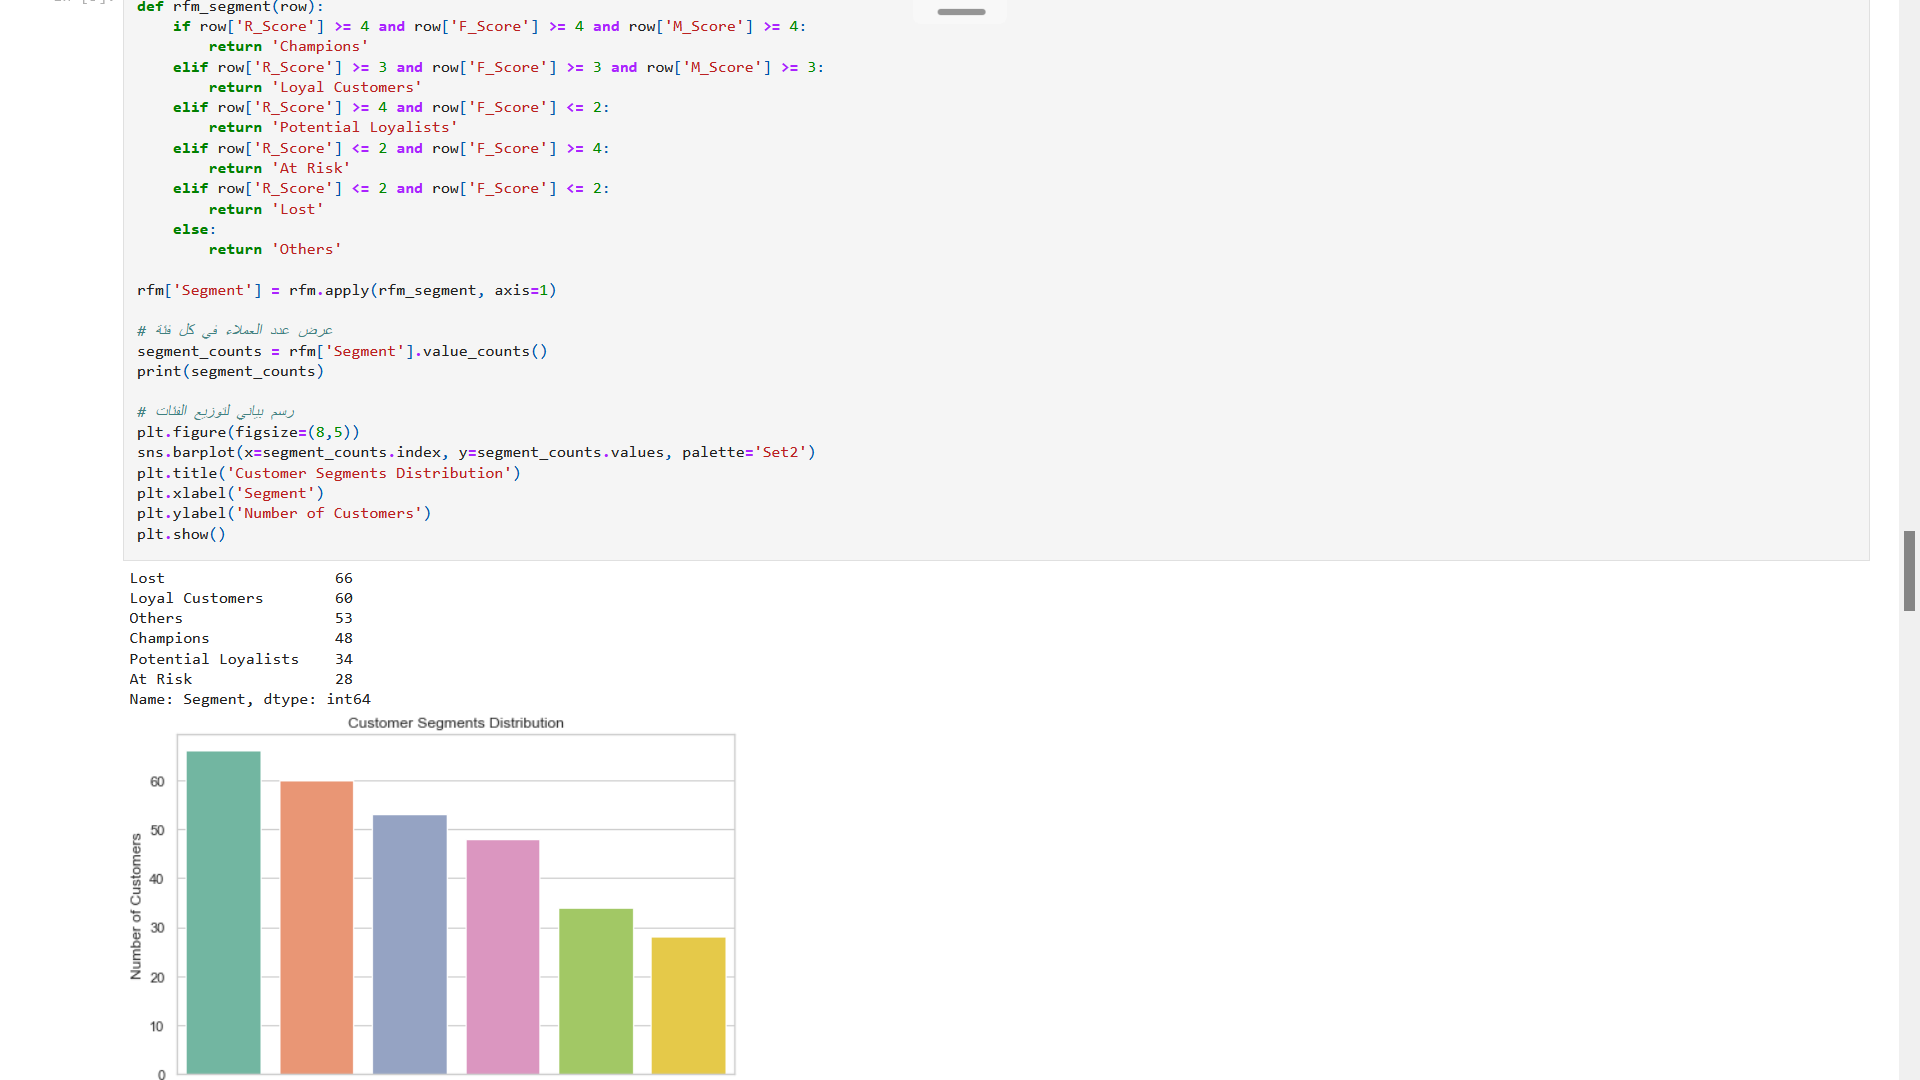 def rfm_segment(row):
    if row['R_Score'] >= 4 and row['F_Score'] >= 4 and row['M_Score'] >= 4:
        return 'Champions'
    elif row['R_Score'] >= 3 and row['F_Score'] >= 3 and row['M_Score'] >= 3:
        return 'Loyal Customers'
    elif row['R_Score'] >= 4 and row['F_Score'] <= 2:
        return 'Potential Loyalists'
    elif row['R_Score'] <= 2 and row['F_Score'] >= 4:
        return 'At Risk'
    elif row['R_Score'] <= 2 and row['F_Score'] <= 2:
        return 'Lost'
    else:
        return 'Others'
rfm['Segment'] = rfm.apply(rfm_segment, axis=1)
# عرض عدد العملاء في كل فئة
segment_counts = rfm['Segment'].value_counts()
print(segment_counts)
# رسم بياني لتوزيع الفئات
plt.figure(figsize=(8,5))
sns.barplot(x=segment_counts.index, y=segment_counts.values, palette='Set2')
plt.title('Customer Segments Distribution')
plt.xlabel('Segment')
plt.ylabel('Number of Customers')
plt.show()
Lost 66
Loyal Customers 60
Others 53
Champions 48
Potential Loyalists 34
At Risk 28
Name: Segment, dtype: int64
Customer Segments Distribution
Number of Customers
60
50
40
30
20
10
0